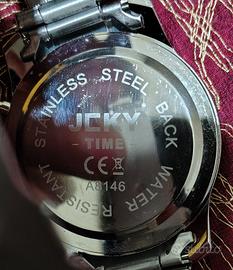 STAINLESS STEEL BACK
WATER RESISTANT
JCKY
- TIME -
CE
A8146